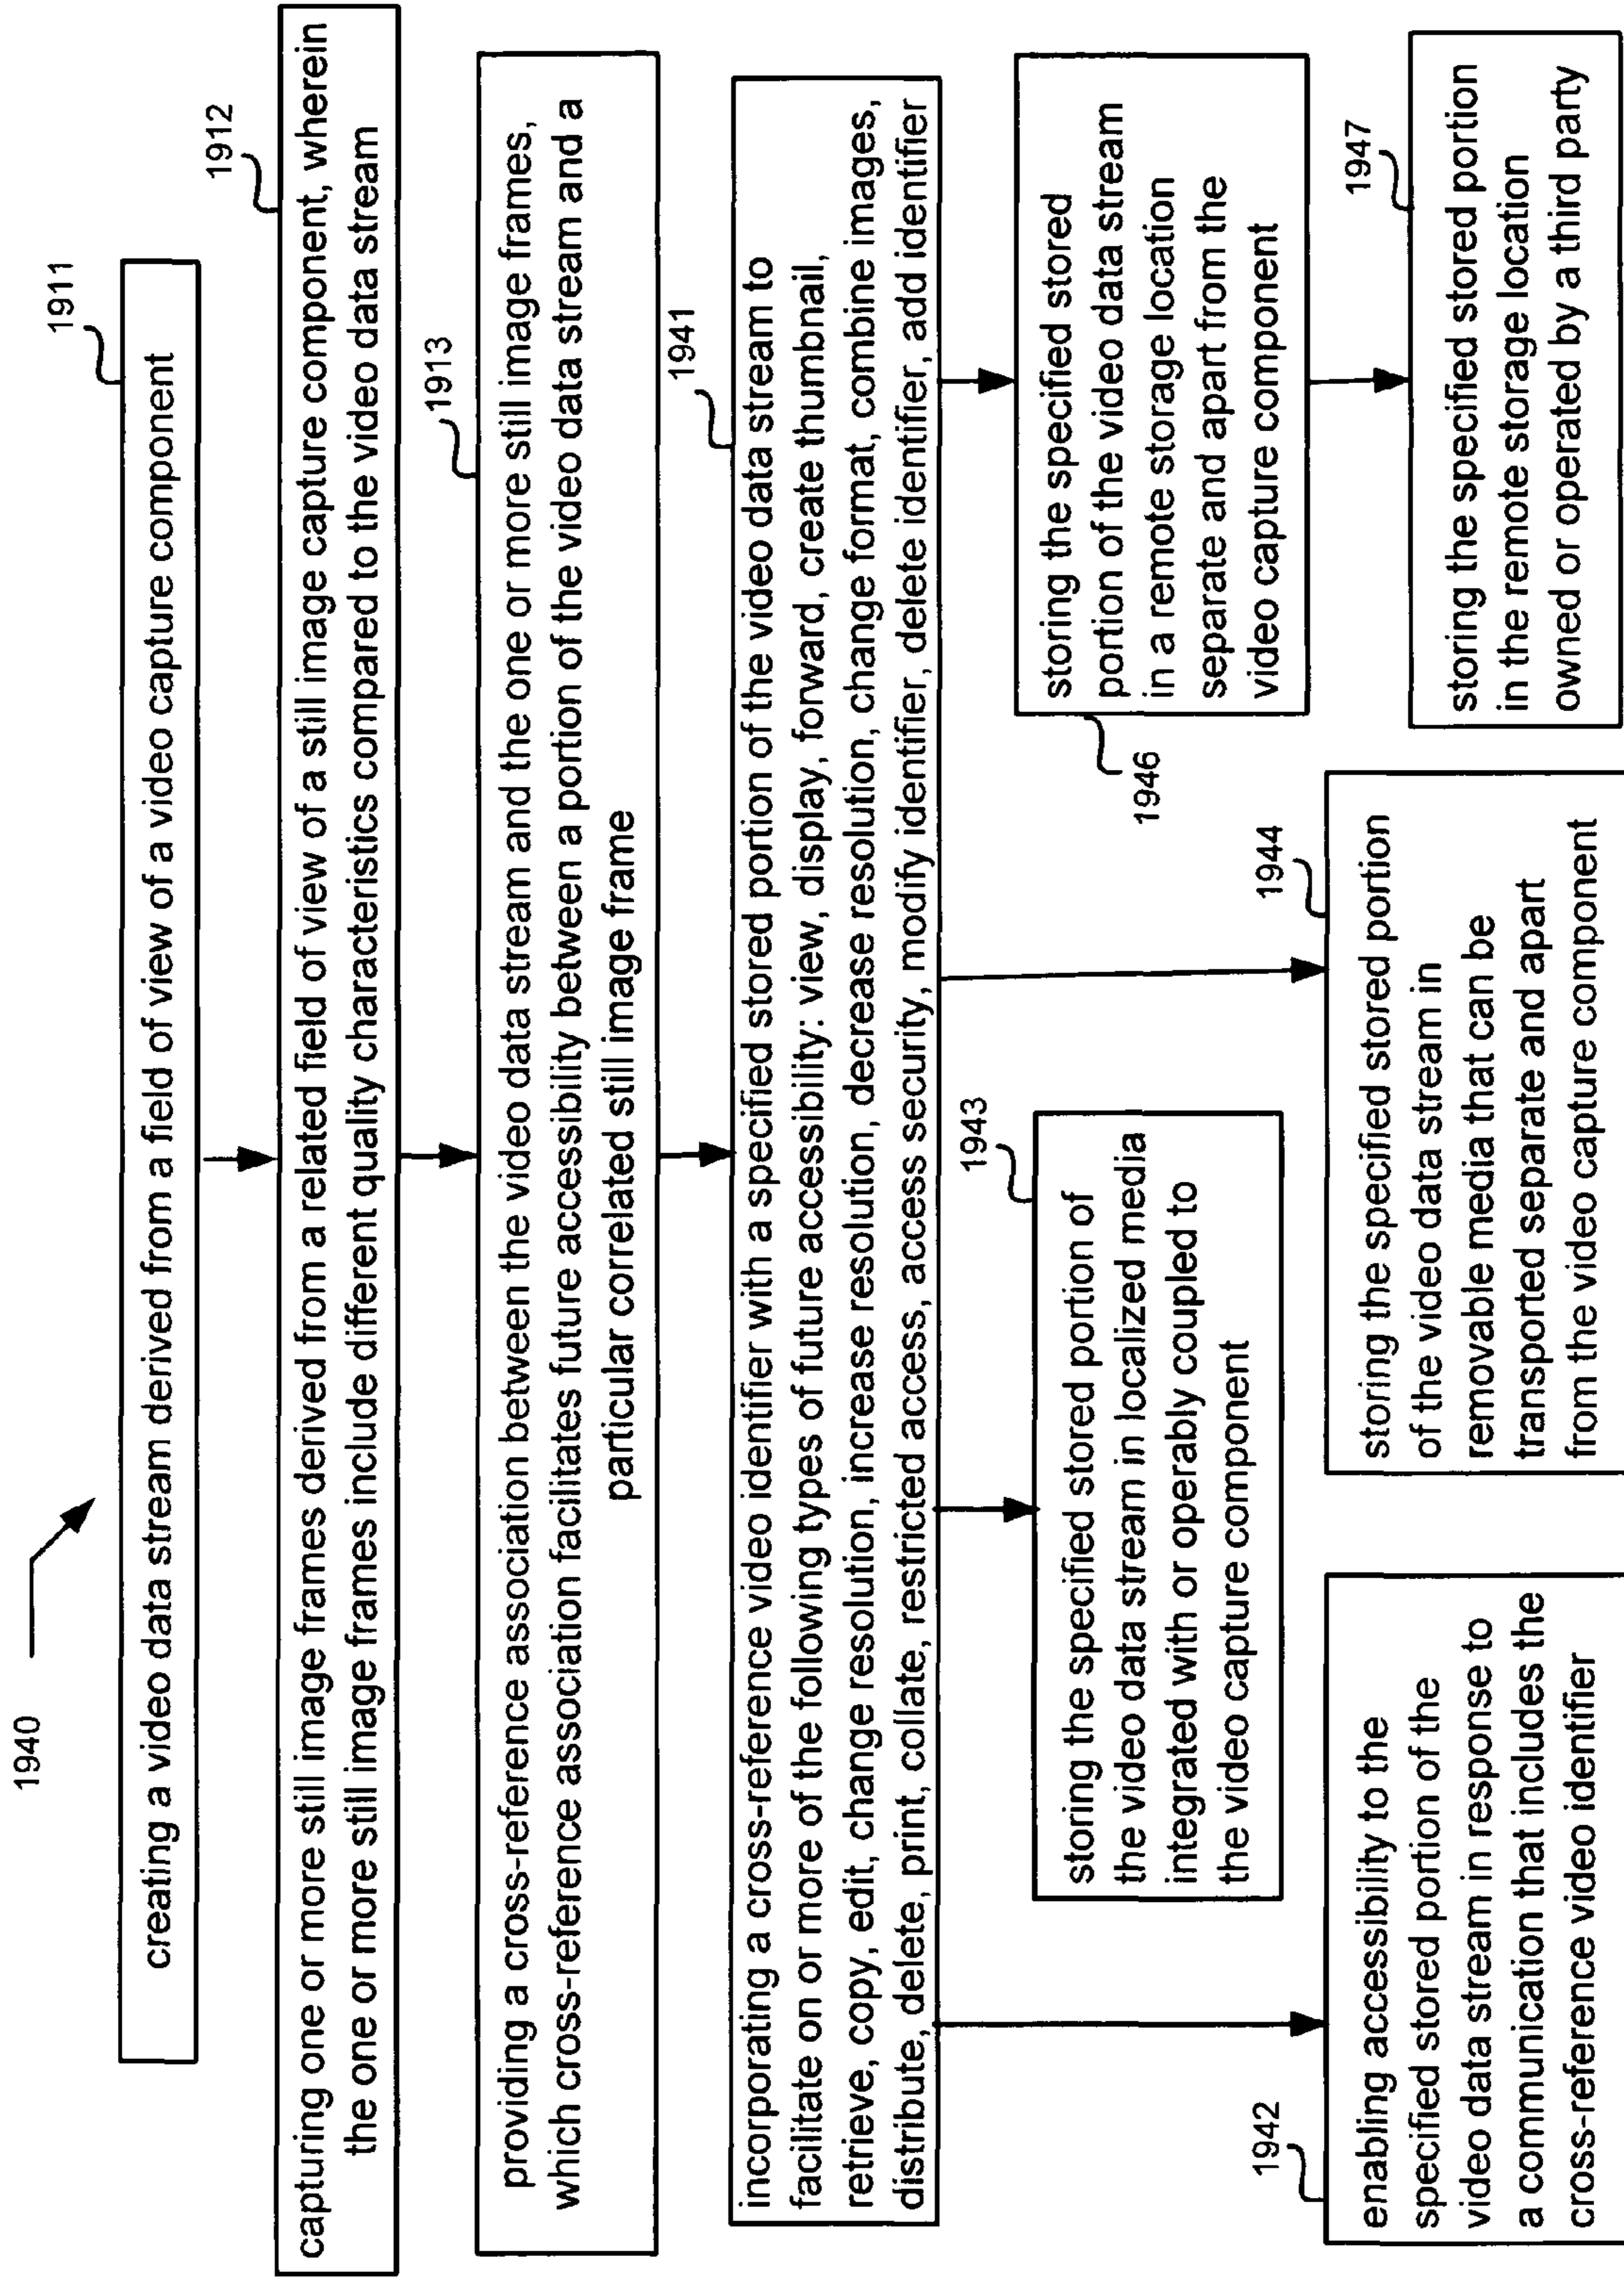 1940
1911
creating a video data stream derived from a field of view of a video capture component
1912
capturing one or more still image frames derived from a related field of view of a still image capture component, wherein
the one or more still image frames include different quality characteristics compared to the video data stream
1913
providing a cross-reference association between the video data stream and the one or more still image frames,
which cross-reference association facilitates future accessibility between a portion of the video data stream and a
particular correlated still image frame
1941
incorporating a cross-reference video identifier with a specified stored portion of the video data stream to
facilitate on or more of the following types of future accessibility: view, display, forward, create thumbnail,
retrieve, copy, edit, change resolution, increase resolution, decrease resolution, change format, combine images,
distribute, delete, print, collate, restricted access, access security, modify identifier, delete identifier, add identifier
1942
enabling accessibility to the
specified stored portion of the
video data stream in response to
a communication that includes the
cross-reference video identifier
1943
storing the specified stored portion of
the video data stream in localized media
integrated with or operably coupled to
the video capture component
1944
storing the specified stored portion
of the video data stream in
removable media that can be
transported separate and apart
from the video capture component
1946
storing the specified stored
portion of the video data stream
in a remote storage location
separate and apart from the
video capture component
1947
storing the specified stored portion
in the remote storage location
owned or operated by a third party